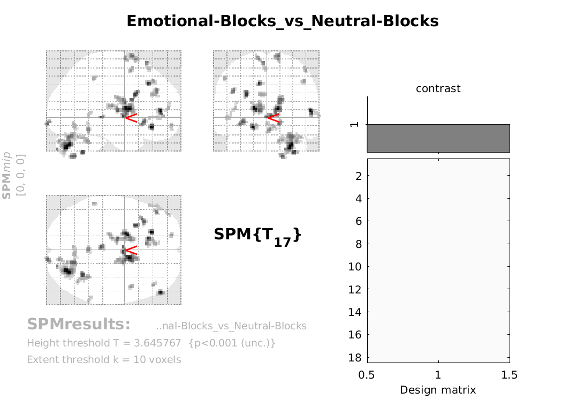 Emotional-Blocks_vs_Neutral-Blocks
SPMmip
[0, 0, 0]
SPM{T17}
contrast
1
2
4
6
8
10
12
14
16
18
0.5 1 1.5
Design matrix
SPMresults: ..nal-Blocks_vs_Neutral-Blocks
Height threshold T = 3.645767 {p<0.001 (unc.)}
Extent threshold k = 10 voxels